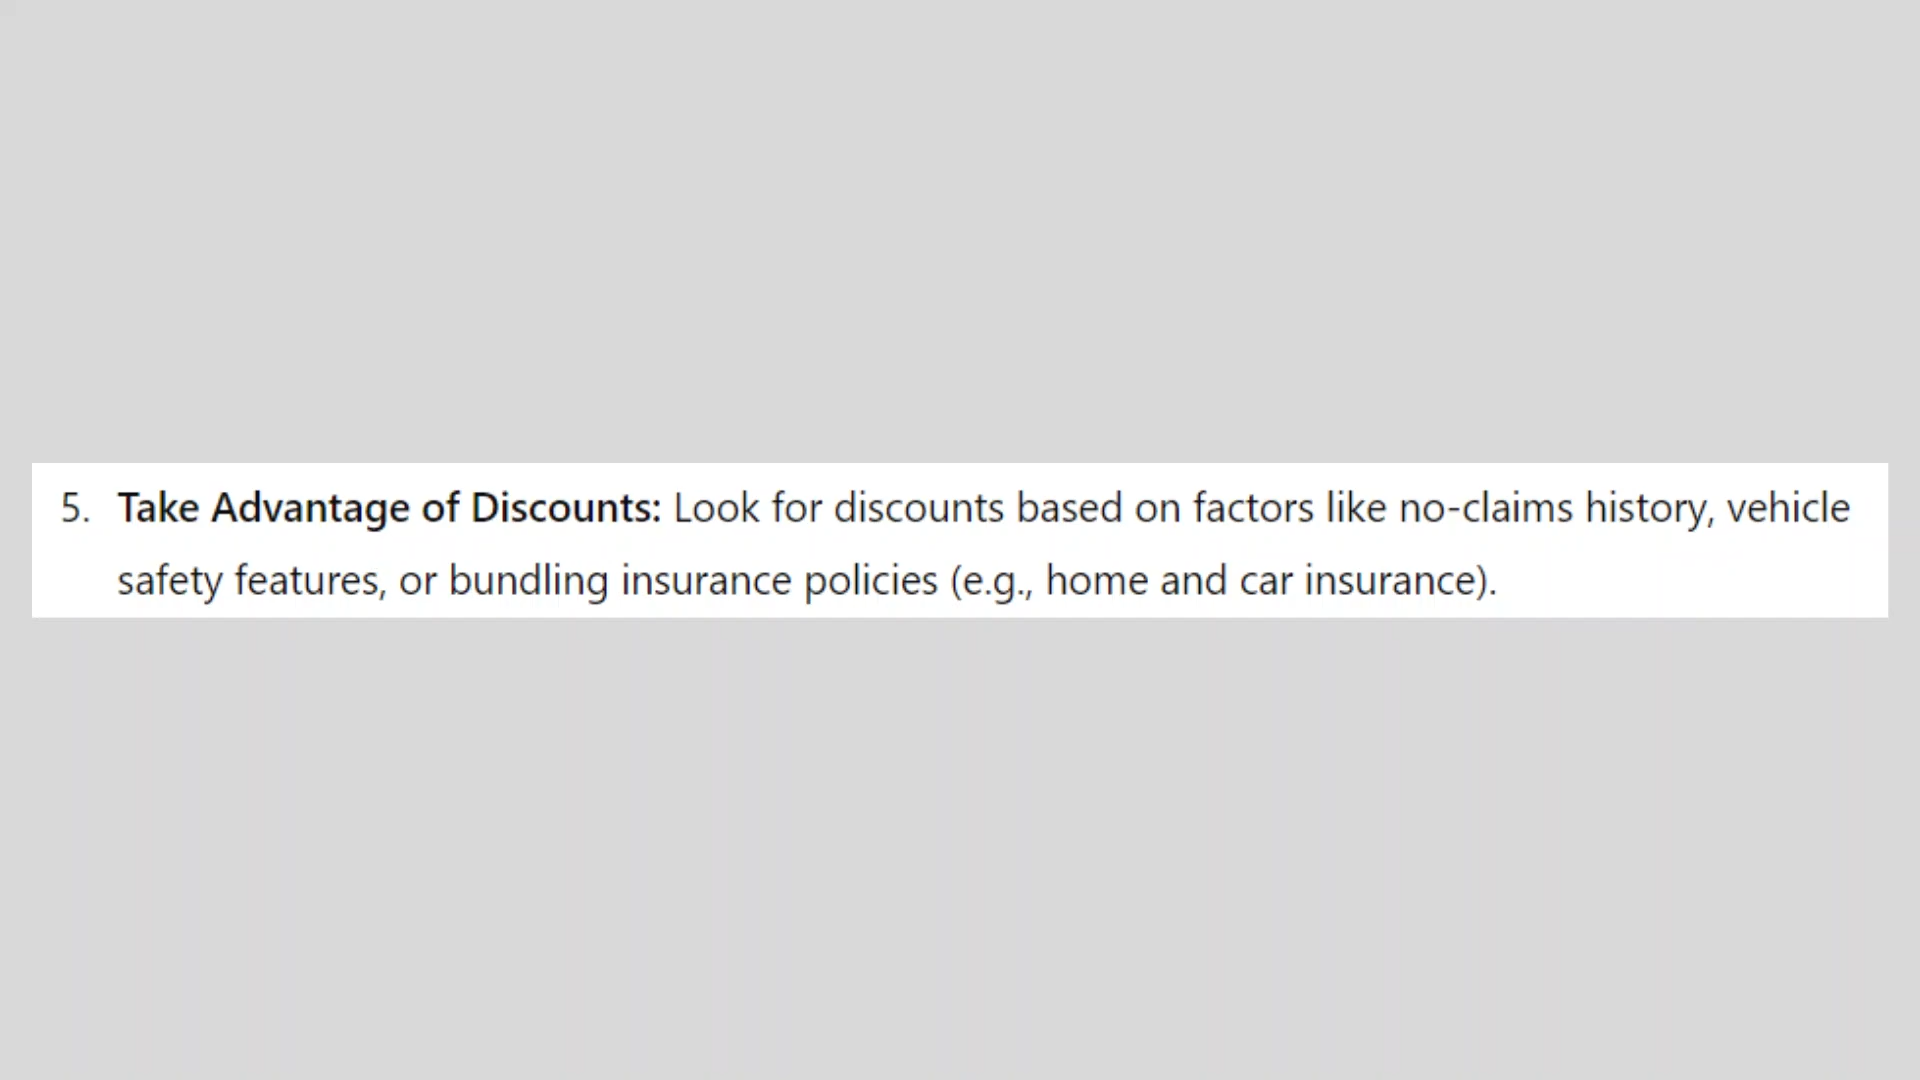 5. Take Advantage of Discounts: Look for discounts based on factors like no-claims history, vehicle
safety features, or bundling insurance policies (e.g., home and car insurance).